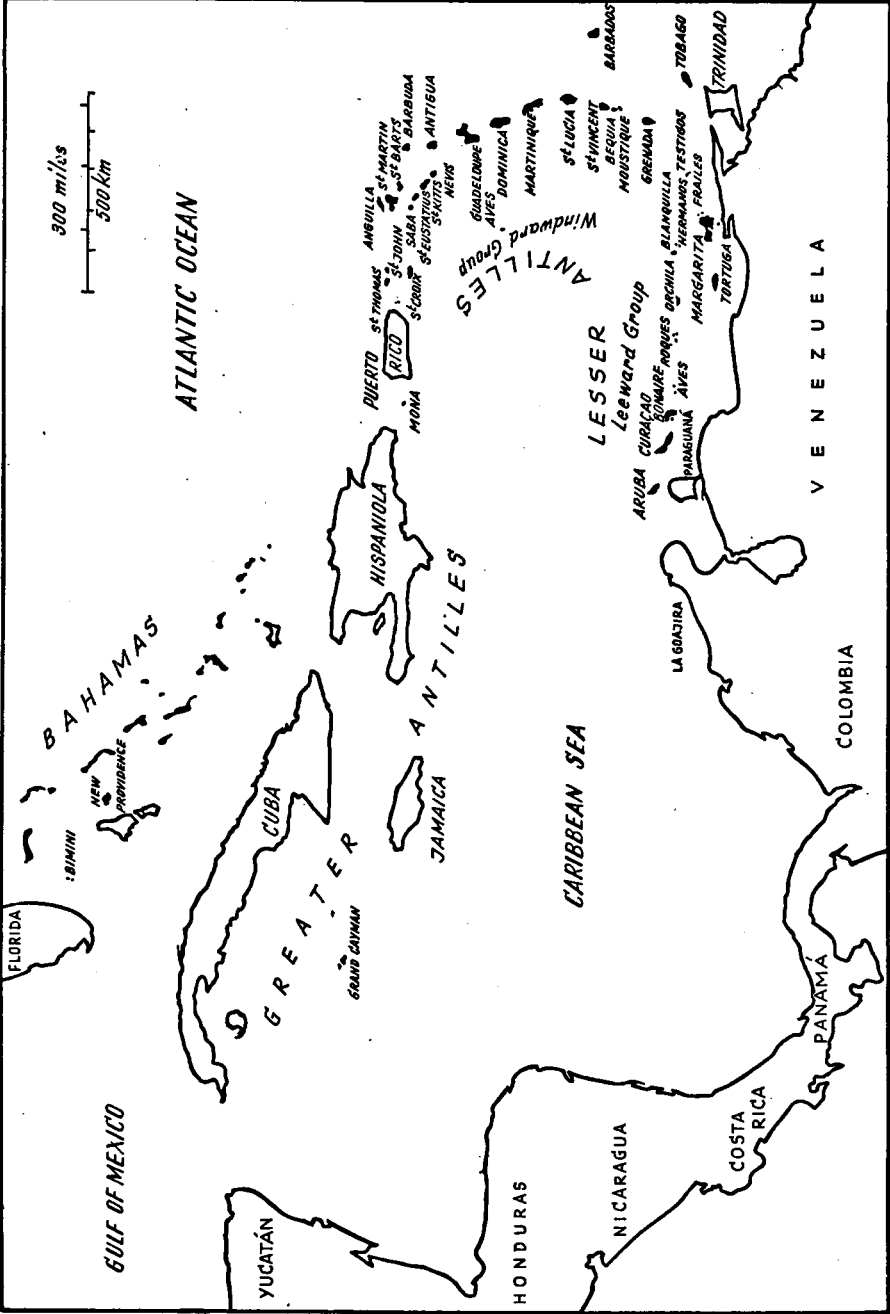 300 miles
500 km
ATLANTIC OCEAN
GULF OF MEXICO
FLORIDA
BIMINI
NEW
PROVIDENCE
BAHAMAS
YUCATÁN
CUBA
GREATER
ANTILLES
GRAND CAYMAN
JAMAICA
HISPANIOLA
MONA
PUERTO
RICO
St THOMAS
St JOHN
St CROIX
ANGUILLA
St MARTIN
St BARTS
SABA
St EUSTATIUS
St KITTS
NEVIS
BARBUDA
ANTIGUA
GUADELOUPE
AVES
DOMINICA
MARTINIQUE
St LUCIA
St VINCENT
BEQUIA
MOUSTIQUE
GRENADA
BARBADOS
TOBAGO
TRINIDAD
ANTILLES
Windward Group
LESSER
Leeward Group
ARUBA
CURAÇAO
BONAIRE
AVES
ROQUES
ORCHILA
BLANQUILLA
HERMANOS
TESTIGOS
MARGARITA
FRAILES
TORTUGA
PARAGUANÁ
CARIBBEAN SEA
LA GOAJIRA
VENEZUELA
COLOMBIA
PANAMÁ
COSTA
RICA
NICARAGUA
HONDURAS